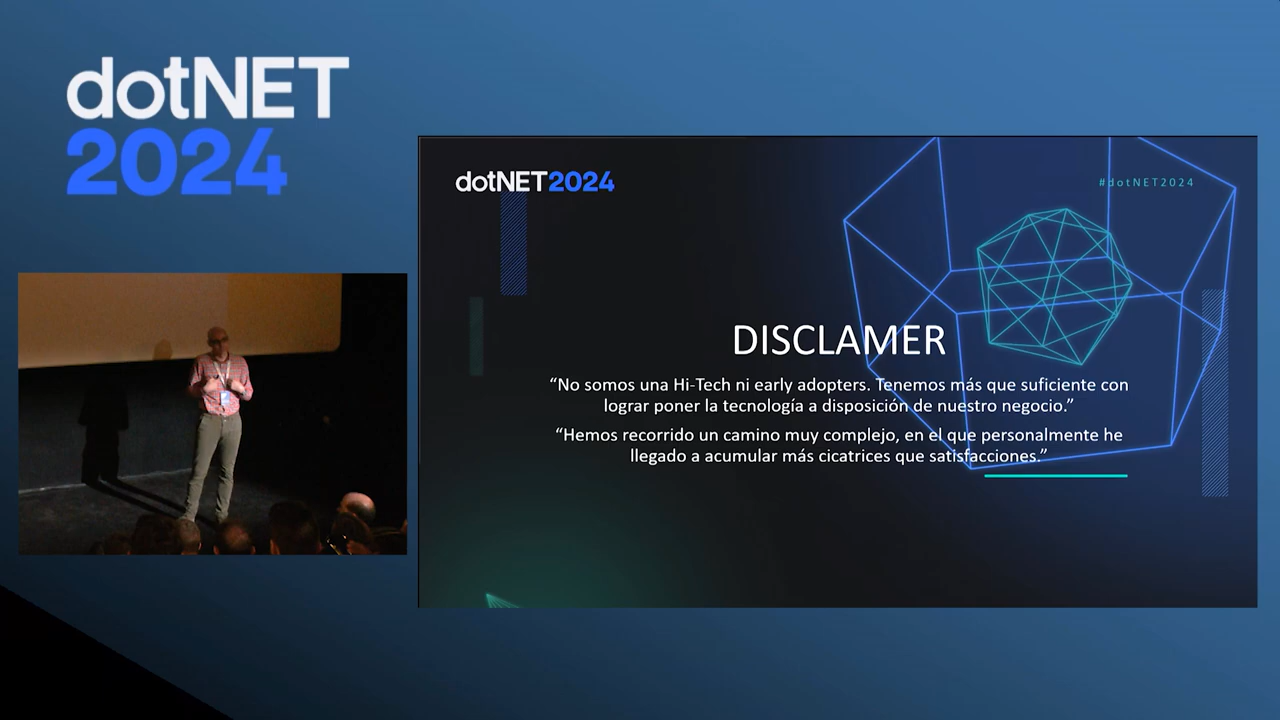 dotNET
2024
dotNET2024
#dotNET2024
DISCLAMER
“No somos una Hi-Tech ni early adopters. Tenemos más que suficiente con
lograr poner la tecnología a disposición de nuestro negocio.”
“Hemos recorrido un camino muy complejo, en el que personalmente he
llegado a acumular más cicatrices que satisfacciones.”